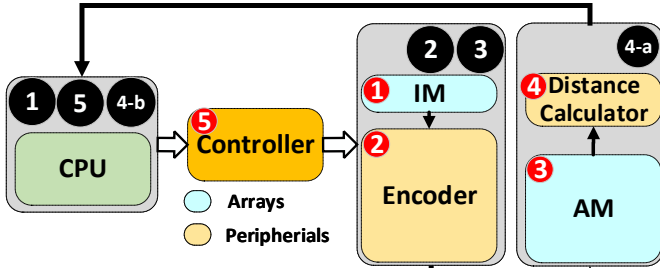 1 5 4-b
CPU
5
Controller
Arrays
Peripherials
2 3
1
IM
2
Encoder
4-a
4
Distance
Calculator
3
AM